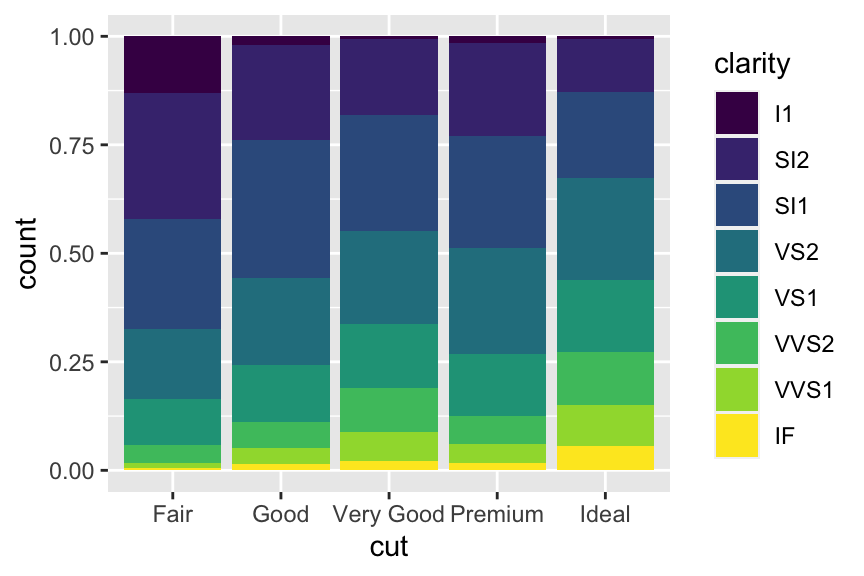 1.00
0.75
0.50
0.25
0.00
count
Fair Good Very Good Premium Ideal
cut
clarity
I1
SI2
SI1
VS2
VS1
VVS2
VVS1
IF